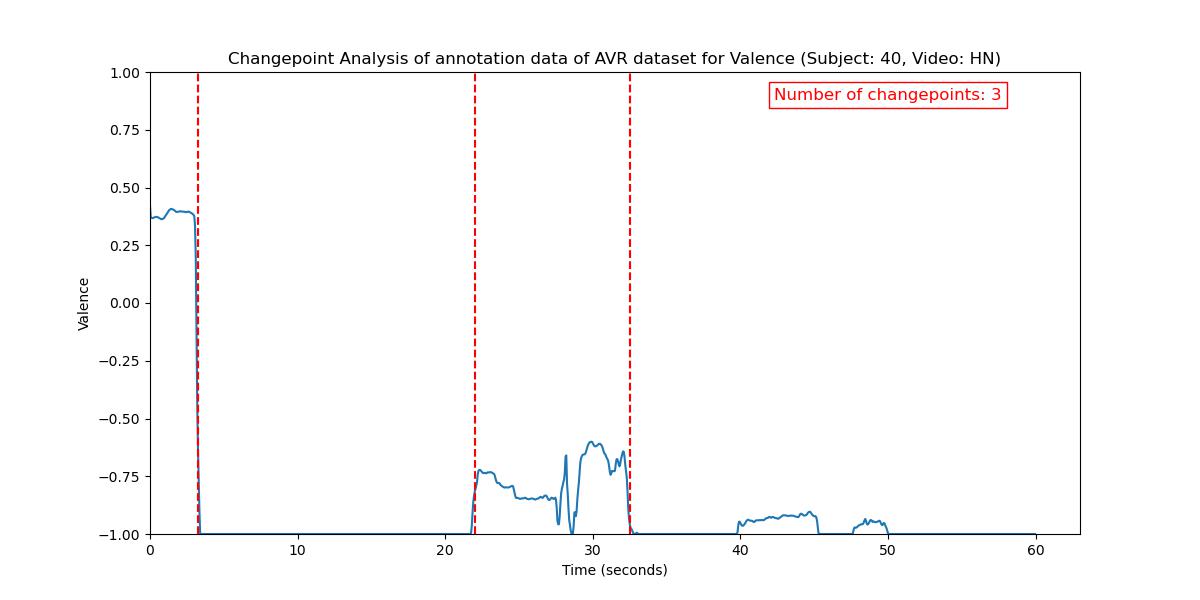 Changepoint Analysis of annotation data of AVR dataset for Valence (Subject: 40, Video: HN)
Number of changepoints: 3
1.00
0.75
0.50
0.25
0.00
−0.25
−0.50
−0.75
−1.00
Valence
0 10 20 30 40 50 60
Time (seconds)